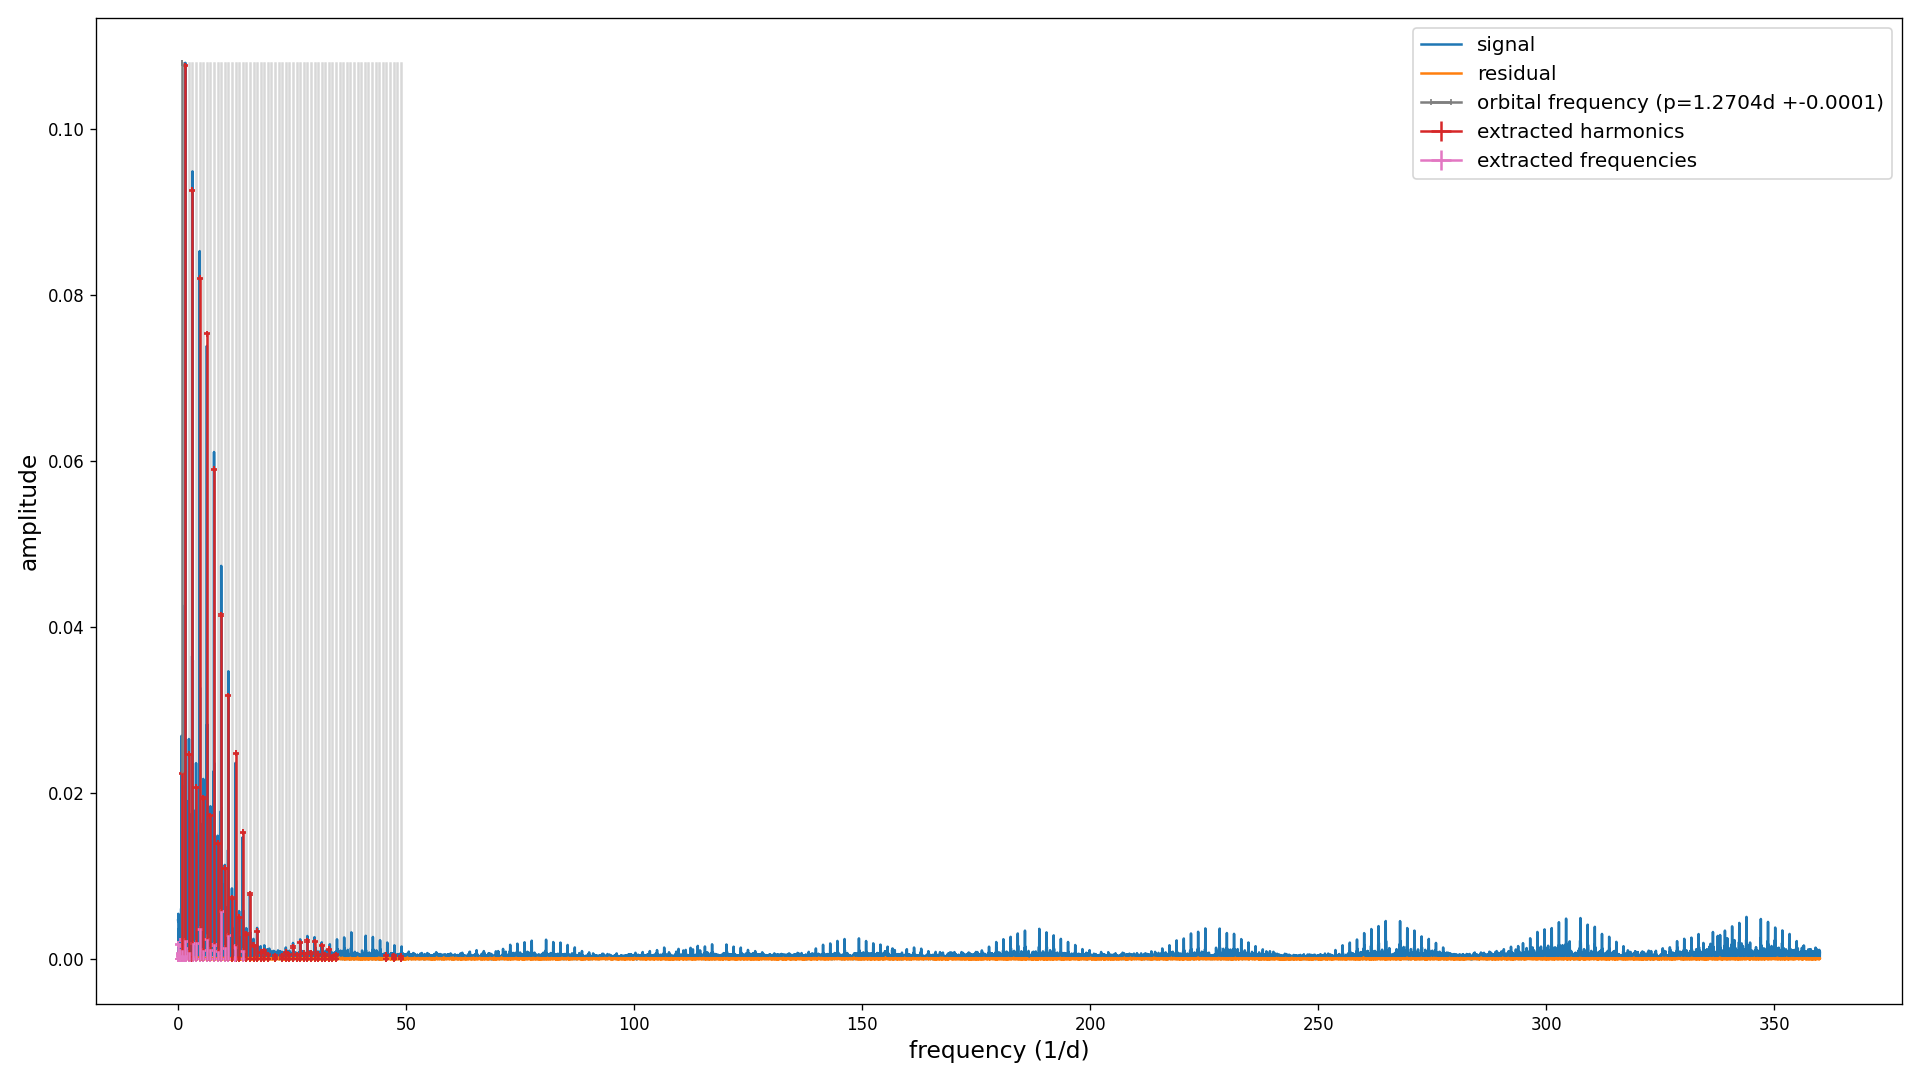 signal
residual
orbital frequency (p=1.2704d +-0.0001)
extracted harmonics
extracted frequencies
0.10
0.08
0.06
0.04
0.02
0.00
amplitude
0 50 100 150 200 250 300 350
frequency (1/d)